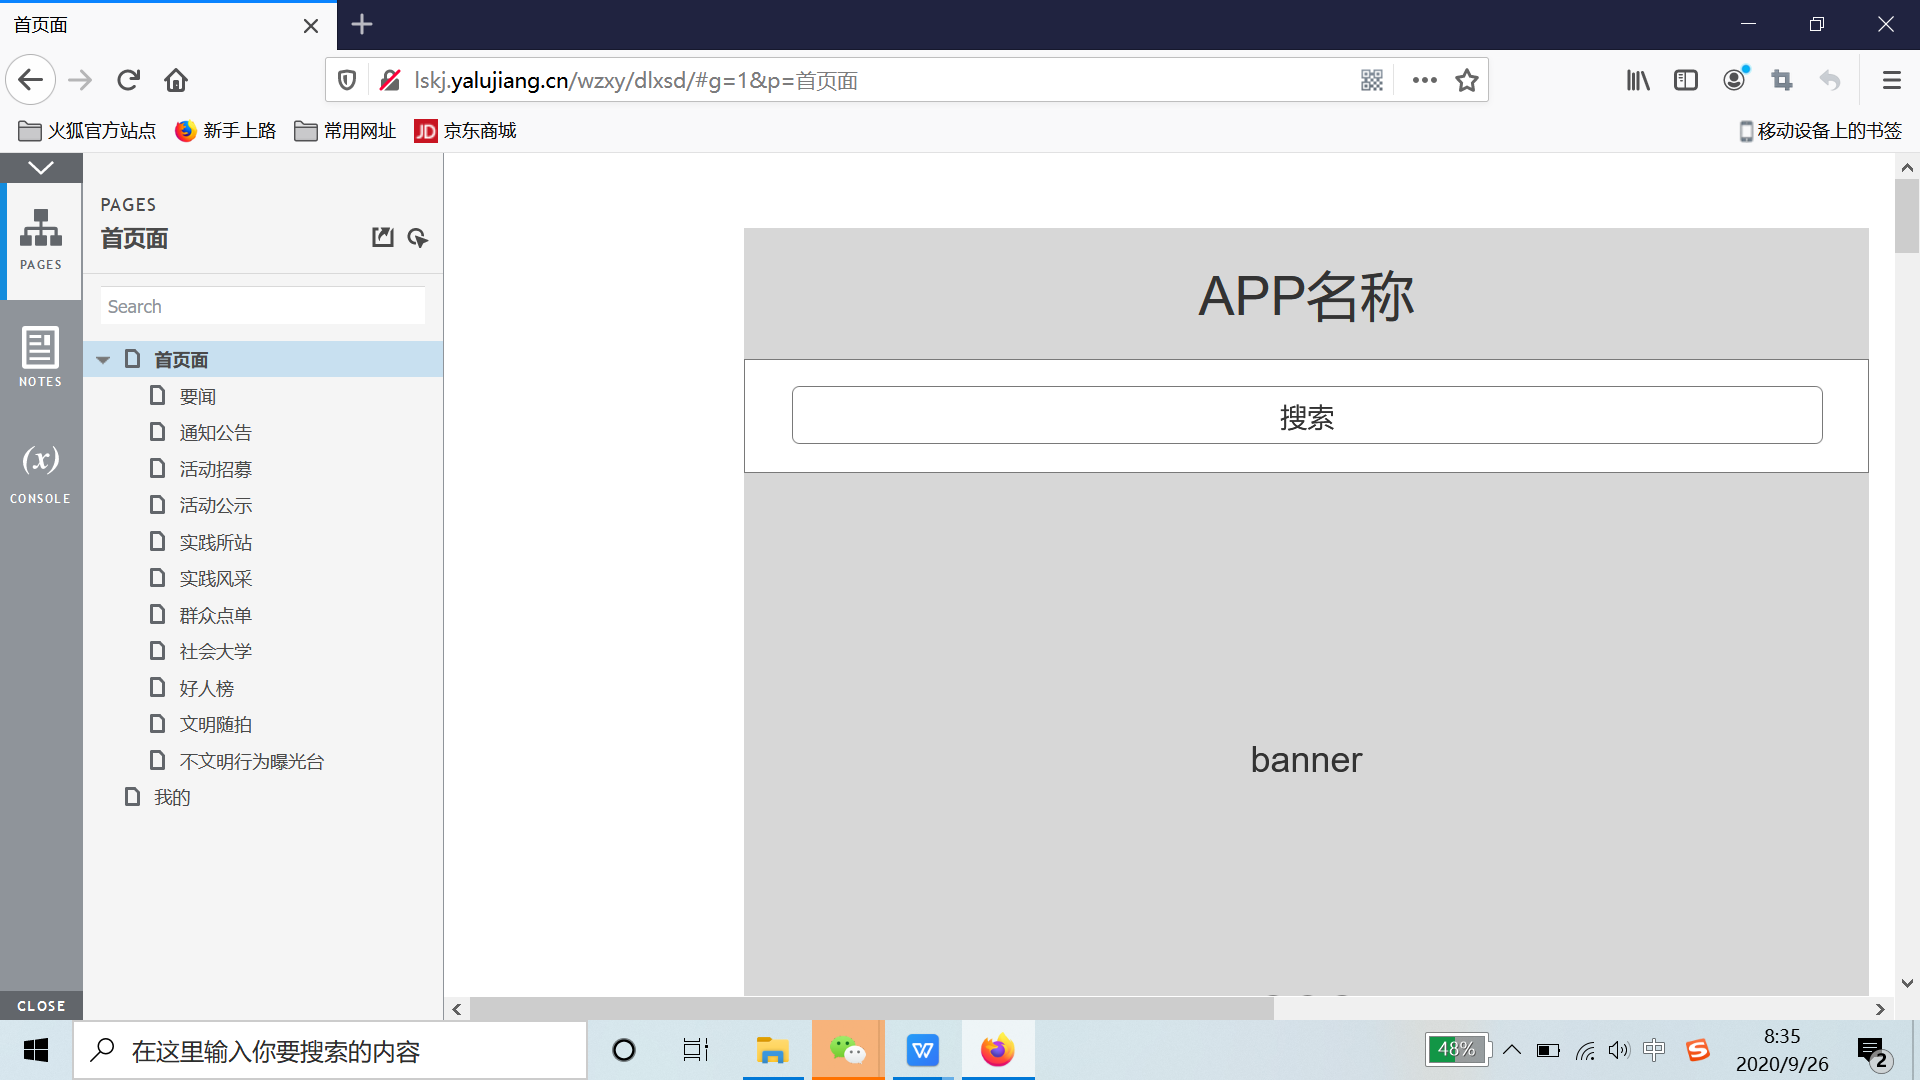 首页面
lskj.yalujiang.cn/wzxy/dlxsd/#g=1&p=首页面
火狐官方站点 新手上路 常用网址 JD 京东商城 移动设备上的书签
PAGES
首页面
PAGES
Search
NOTES
(x)
CONSOLE
首页面
要闻
通知公告
活动招募
活动公示
实践所站
实践风采
群众点单
社会大学
好人榜
文明随拍
不文明行为曝光台
我的
CLOSE
APP名称
搜索
banner
在这里输入你要搜索的内容
W
48%
中
S
8:35
2020/9/26
2